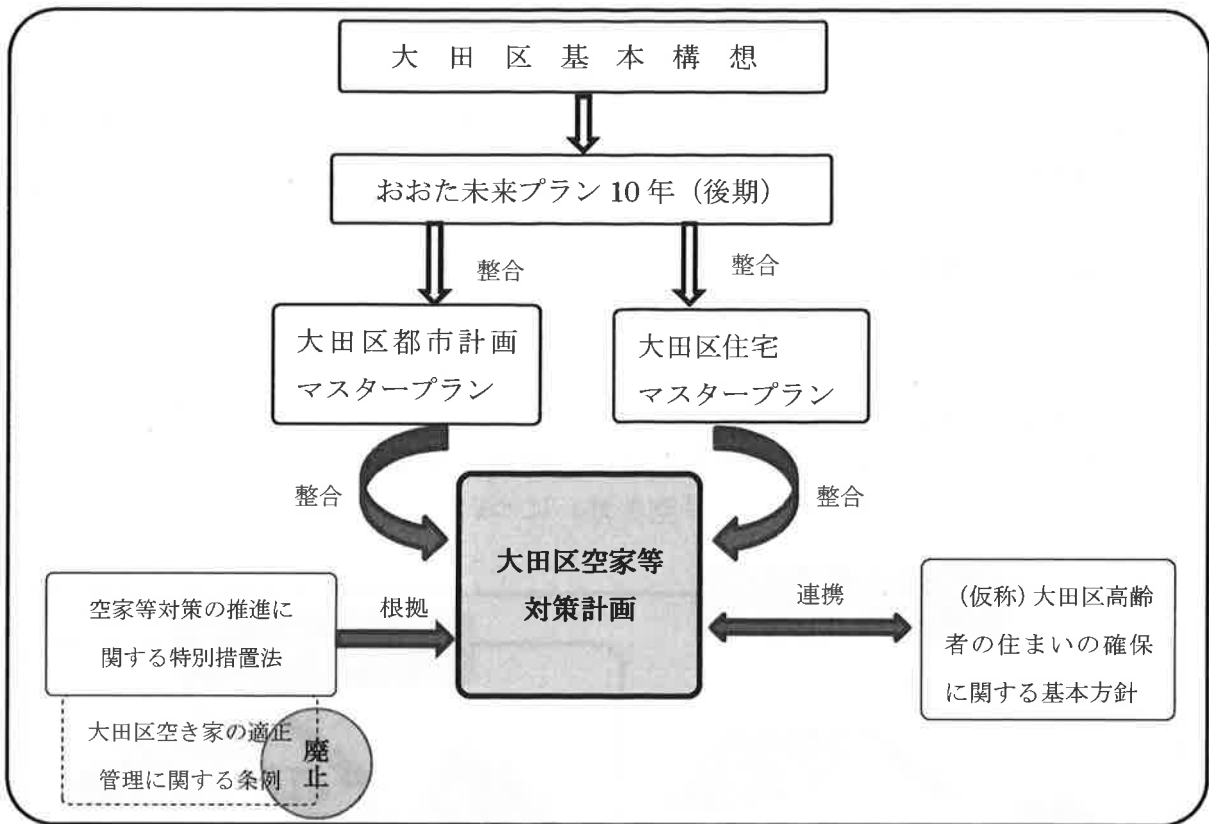 大田区基本構想
おおた未来プラン10年（後期）
整合
整合
大田区都市計画
マスタープラン
大田区住宅
マスタープラン
整合
整合
大田区空家等
対策計画
空家等対策の推進に
関する特別措置法
根拠
連携
（仮称）大田区高齢
者の住まいの確保
に関する基本方針
大田区空き家の適正
管理に関する条例
廃止